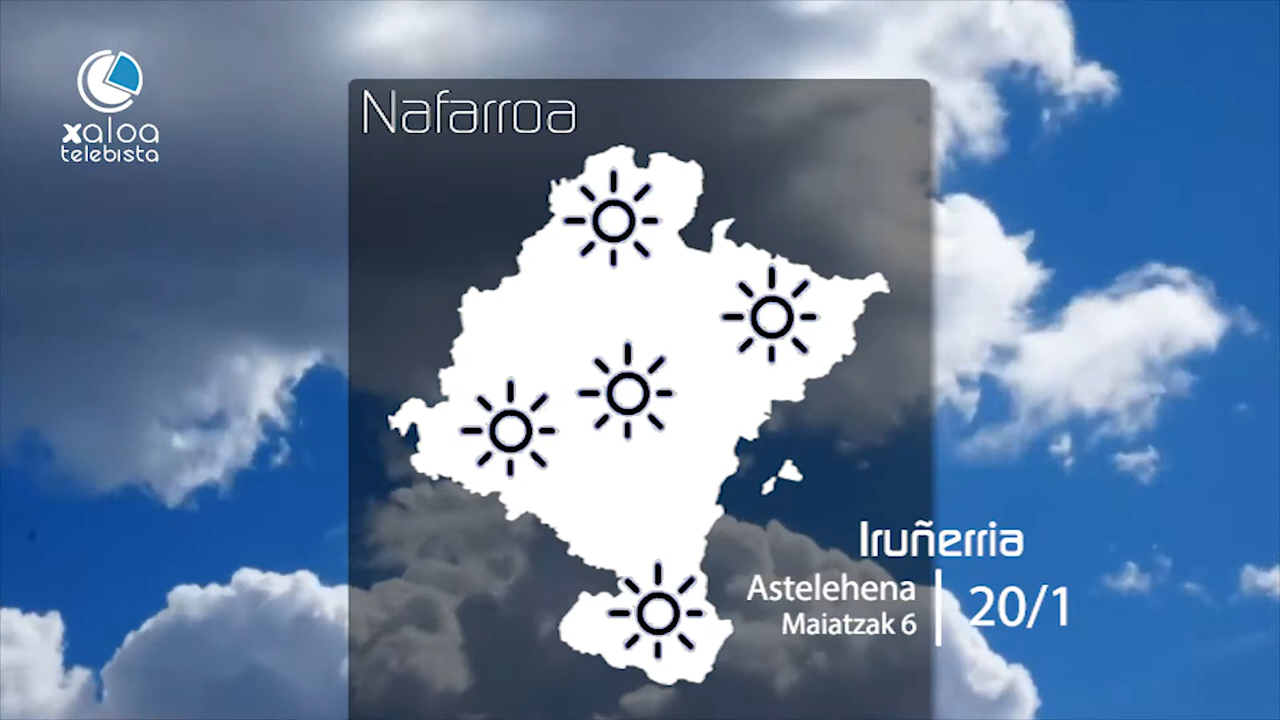 xaloa
telebista
Nafarroa
Iruñerria
Astelehena
Maiatzak 6
20/1